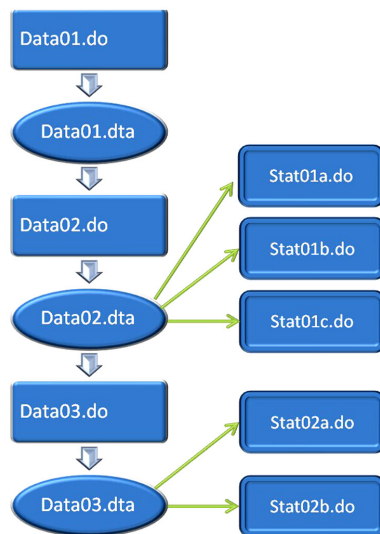 Data01.do
Data01.dta
Data02.do
Data02.dta
Data03.do
Data03.dta
Stat01a.do
Stat01b.do
Stat01c.do
Stat02a.do
Stat02b.do